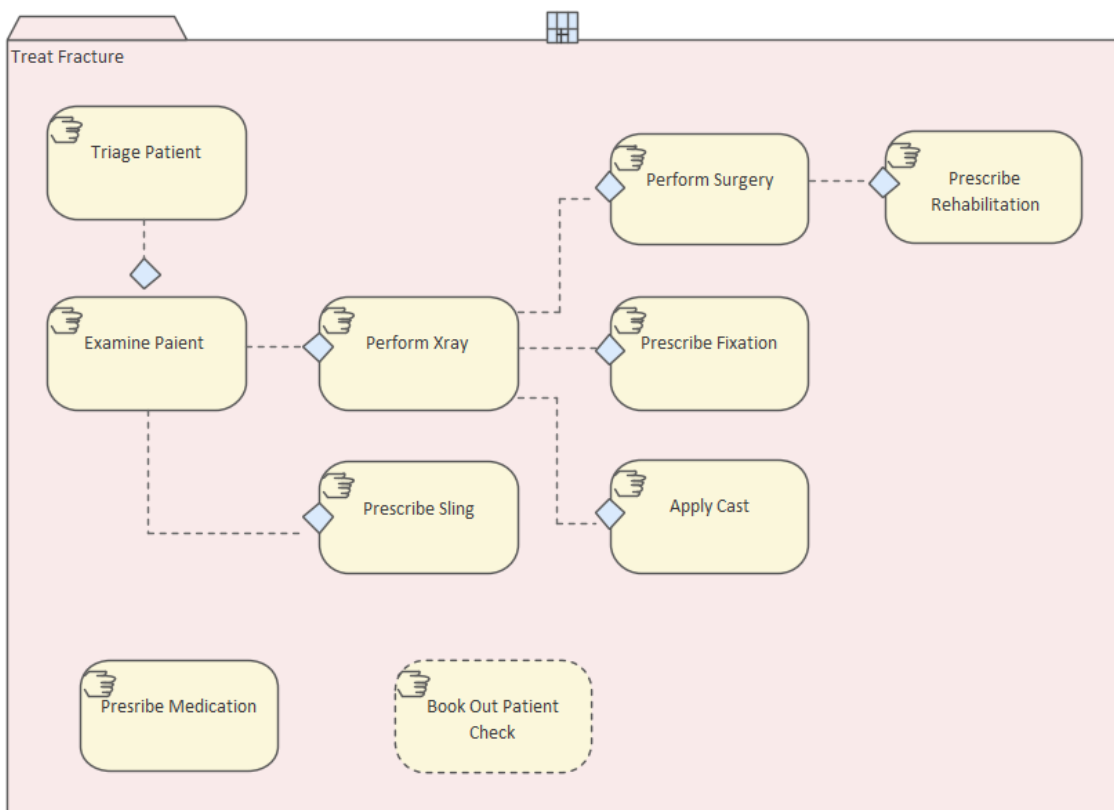 Treat Fracture
Triage Patient
Perform Surgery
Prescribe
Rehabilitation
Examine Paient
Perform Xray
Prescribe Fixation
Prescribe Sling
Apply Cast
Presribe Medication
Book Out Patient
Check